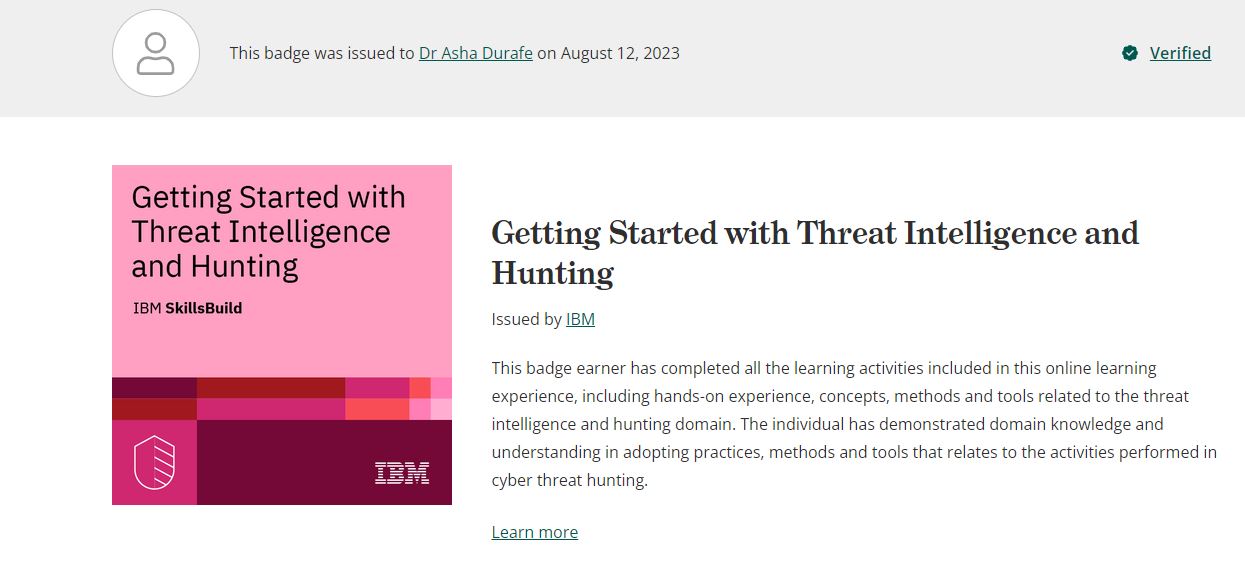 This badge was issued to Dr Asha Durafe on August 12, 2023
Verified
Getting Started with
Threat Intelligence
and Hunting
IBM SkillsBuild
IBM
Getting Started with Threat Intelligence and
Hunting
Issued by IBM
This badge earner has completed all the learning activities included in this online learning
experience, including hands-on experience, concepts, methods and tools related to the threat
intelligence and hunting domain. The individual has demonstrated domain knowledge and
understanding in adopting practices, methods and tools that relates to the activities performed in
cyber threat hunting.
Learn more